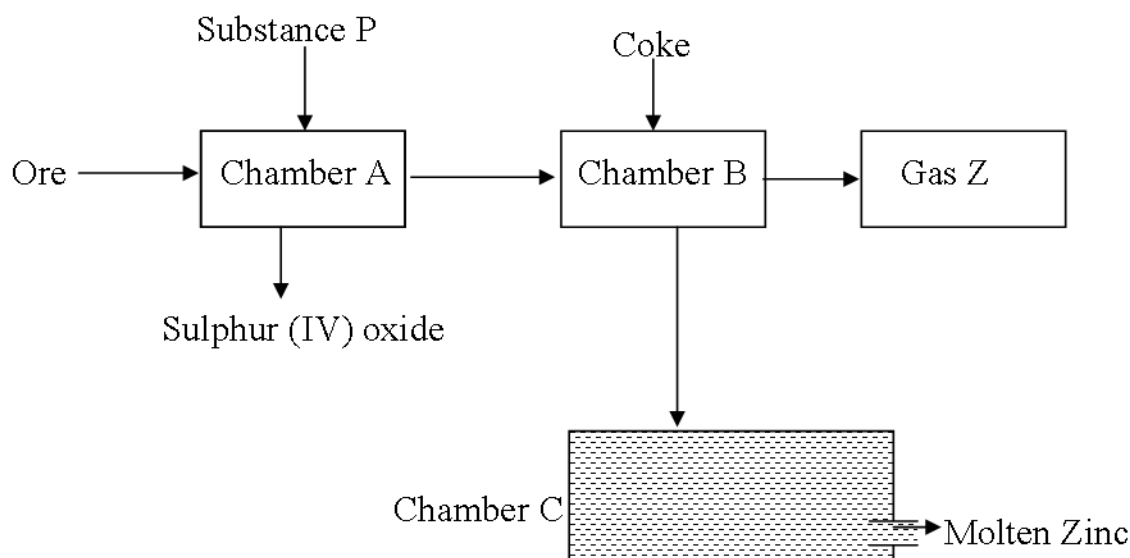 Substance P
Coke
Ore
Chamber A
Chamber B
Gas Z
Sulphur (IV) oxide
Chamber C
Molten Zinc